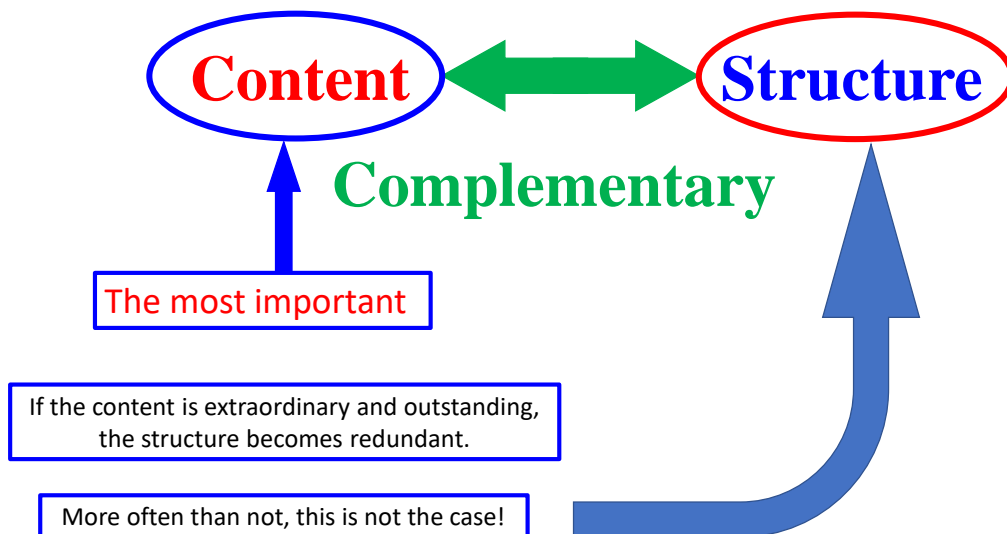 Content
Structure
Complementary
The most important
If the content is extraordinary and outstanding,
the structure becomes redundant.
More often than not, this is not the case!